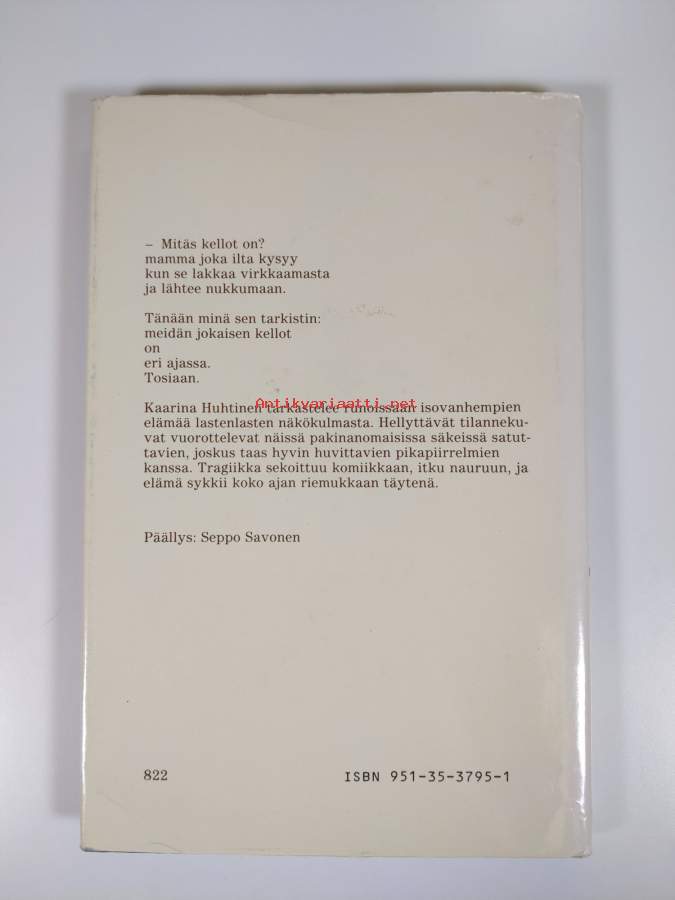 – Mitäs kellot on?
mamma joka ilta kysyy
kun se lakkaa virkkaamasta
ja lähtee nukkumaan.
Tänään minä sen tarkistin:
meidän jokaisen kellot
on
eri ajassa.
Tosiaan.
Antikvariaatti.net
Kaarina Huhtinen tarkastelee runoissaan isovanhempien
elämää lastenlasten näkökulmasta. Hellyttävät tilanneku-
vat vuorottelevat näissä pakinanomaisissa säkeissä satut-
tavien, joskus taas hyvin huvittavien pikapiirrelmien
kanssa. Tragiikka sekoittuu komiikkaan, itku nauruun, ja
elämä sykkii koko ajan riemukkaan täytenä.
Päällys: Seppo Savonen
822 ISBN 951-35-3795-1